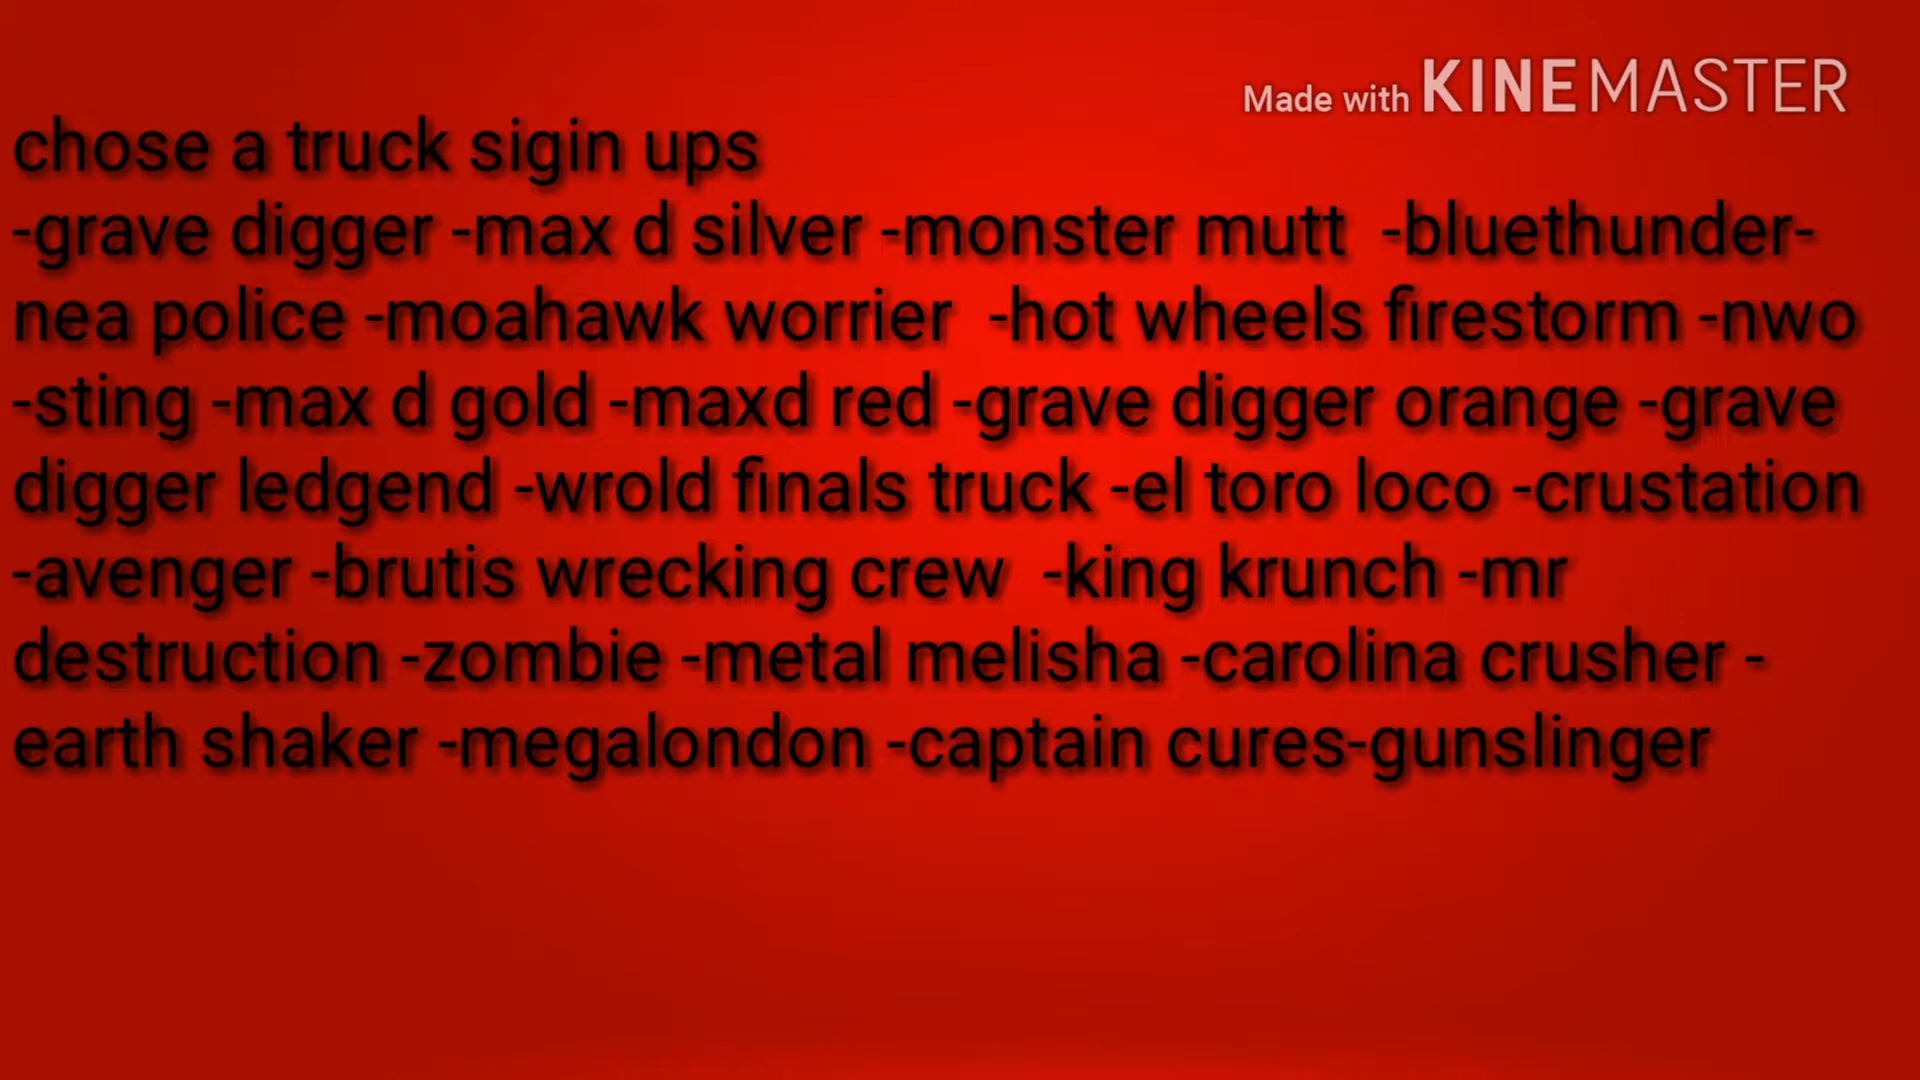 Made with KINEMASTER
chose a truck sigin ups
-grave digger -max d silver -monster mutt -bluethunder-
nea police -moahawk worrier -hot wheels firestorm -nwo
-sting -max d gold -maxd red -grave digger orange -grave
digger ledgend -wrold finals truck -el toro loco -crustation
-avenger -brutis wrecking crew -king krunch -mr
destruction -zombie -metal melisha -carolina crusher -
earth shaker -megalondon -captain cures-gunslinger